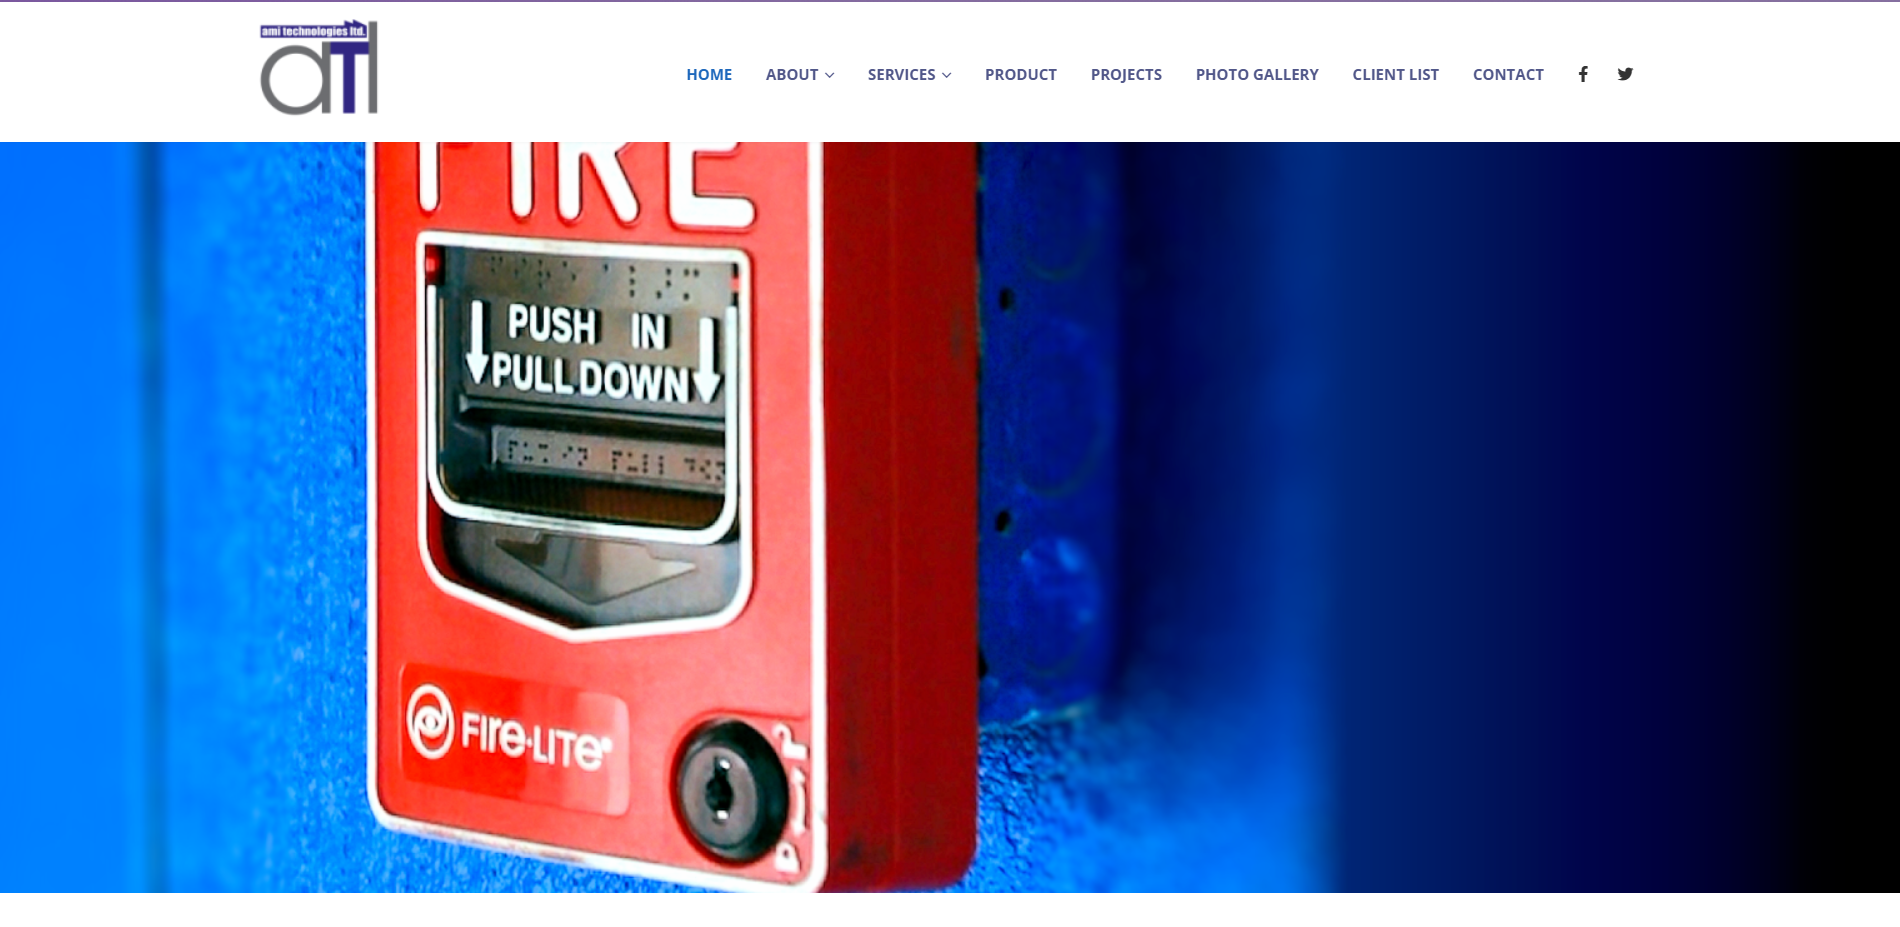 ami technologies ltd.
aTl
HOME ABOUT SERVICES PRODUCT PROJECTS PHOTO GALLERY CLIENT LIST CONTACT
FIRE
PUSH IN
PULL DOWN
FIre·LITe®